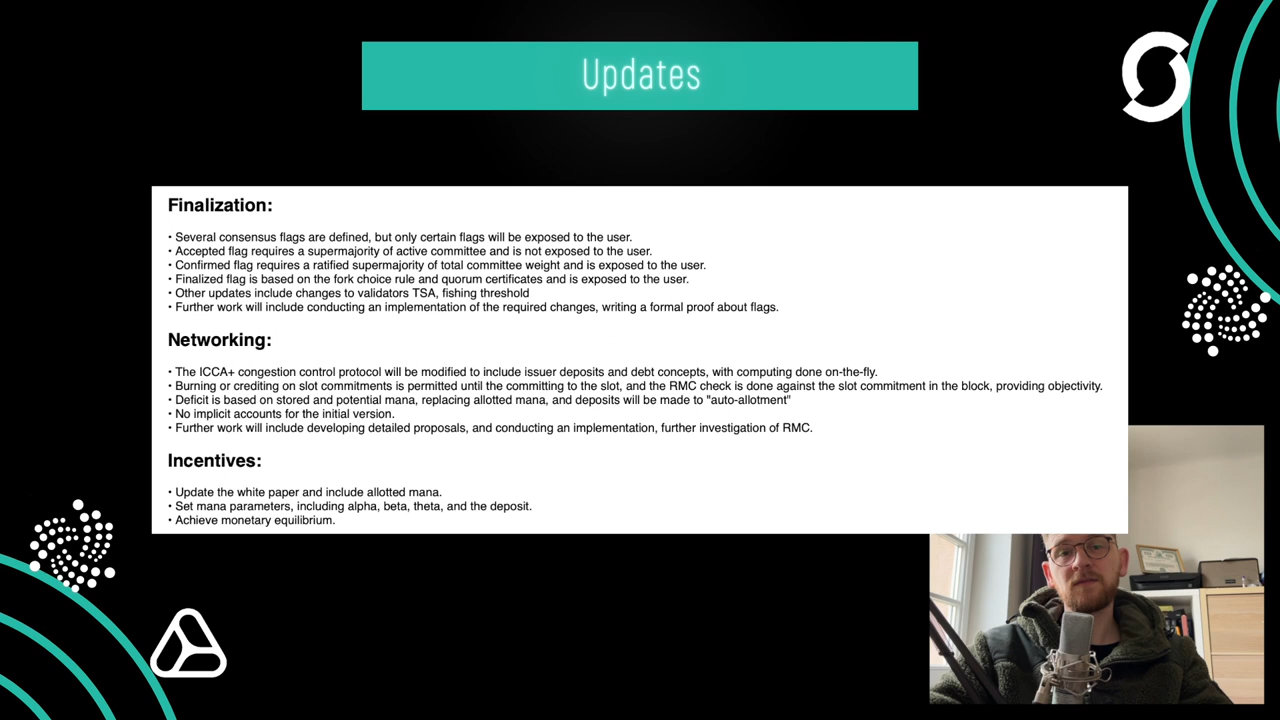 Updates
Finalization:
• Several consensus flags are defined, but only certain flags will be exposed to the user.
• Accepted flag requires a supermajority of active committee and is not exposed to the user.
• Confirmed flag requires a ratified supermajority of total committee weight and is exposed to the user.
• Finalized flag is based on the fork choice rule and quorum certificates and is exposed to the user.
• Other updates include changes to validators TSA, fishing threshold
• Further work will include conducting an implementation of the required changes, writing a formal proof about flags.
Networking:
• The ICCA+ congestion control protocol will be modified to include issuer deposits and debt concepts, with computing done on-the-fly.
• Burning or crediting on slot commitments is permitted until the committing to the slot, and the RMC check is done against the slot commitment in the block, providing objectivity.
• Deficit is based on stored and potential mana, replacing allotted mana, and deposits will be made to "auto-allotment"
• No implicit accounts for the initial version.
• Further work will include developing detailed proposals, and conducting an implementation, further investigation of RMC.
Incentives:
• Update the white paper and include allotted mana.
• Set mana parameters, including alpha, beta, theta, and the deposit.
• Achieve monetary equilibrium.